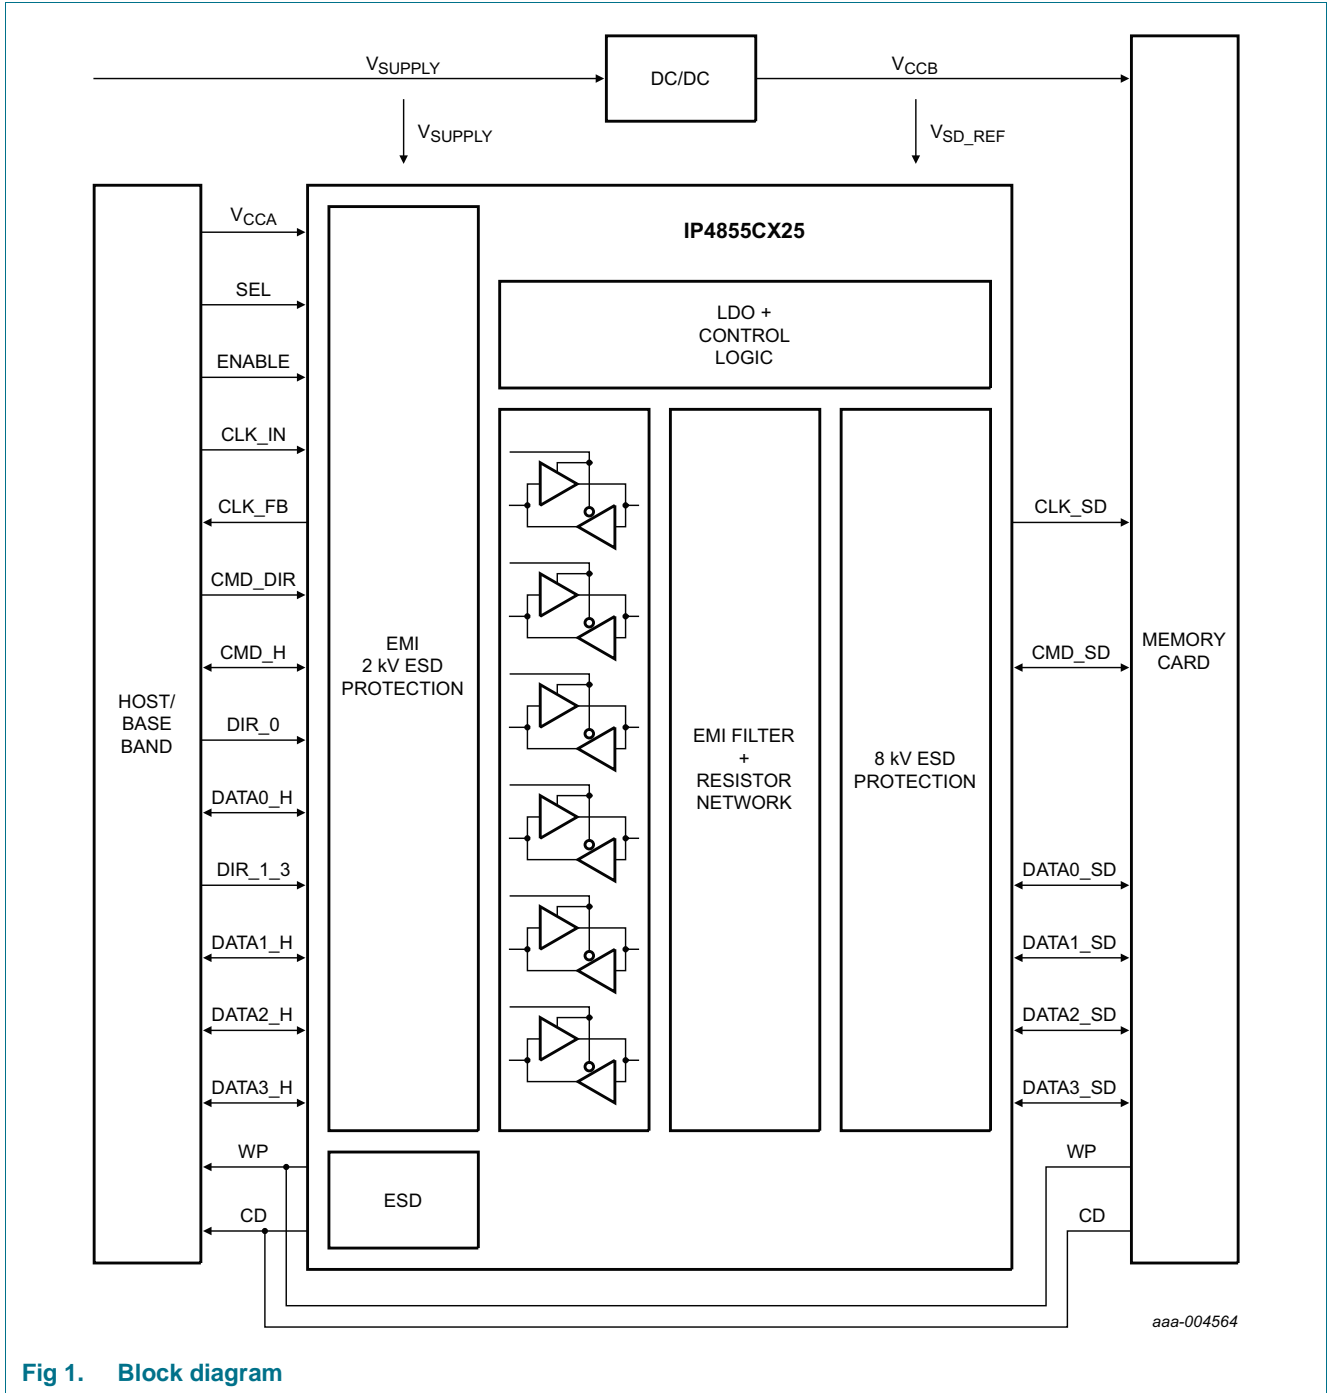 VSUPPLY
DC/DC
VCCB
VSUPPLY
VSD_REF
HOST/
BASE
BAND
VCCA
SEL
ENABLE
CLK_IN
CLK_FB
CMD_DIR
CMD_H
DIR_0
DATA0_H
DIR_1_3
DATA1_H
DATA2_H
DATA3_H
WP
CD
IP4855CX25
EMI
2 kV ESD
PROTECTION
ESD
LDO +
CONTROL
LOGIC
EMI FILTER
+
RESISTOR
NETWORK
8 kV ESD
PROTECTION
CLK_SD
CMD_SD
DATA0_SD
DATA1_SD
DATA2_SD
DATA3_SD
WP
CD
MEMORY
CARD
aaa-004564
Fig 1. Block diagram